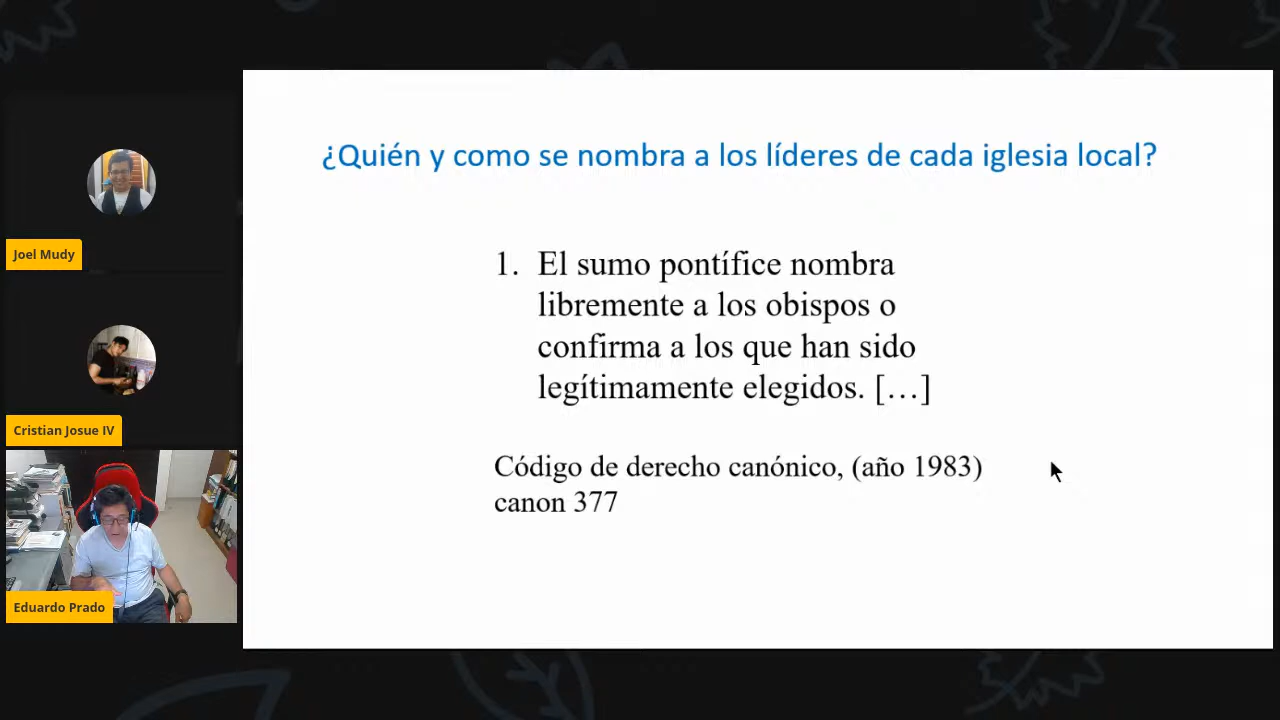 Joel Mudy
Cristian Josue IV
Eduardo Prado
¿Quién y como se nombra a los líderes de cada iglesia local?
1. El sumo pontífice nombra
libremente a los obispos o
confirma a los que han sido
legítimamente elegidos. […]
Código de derecho canónico, (año 1983)
canon 377